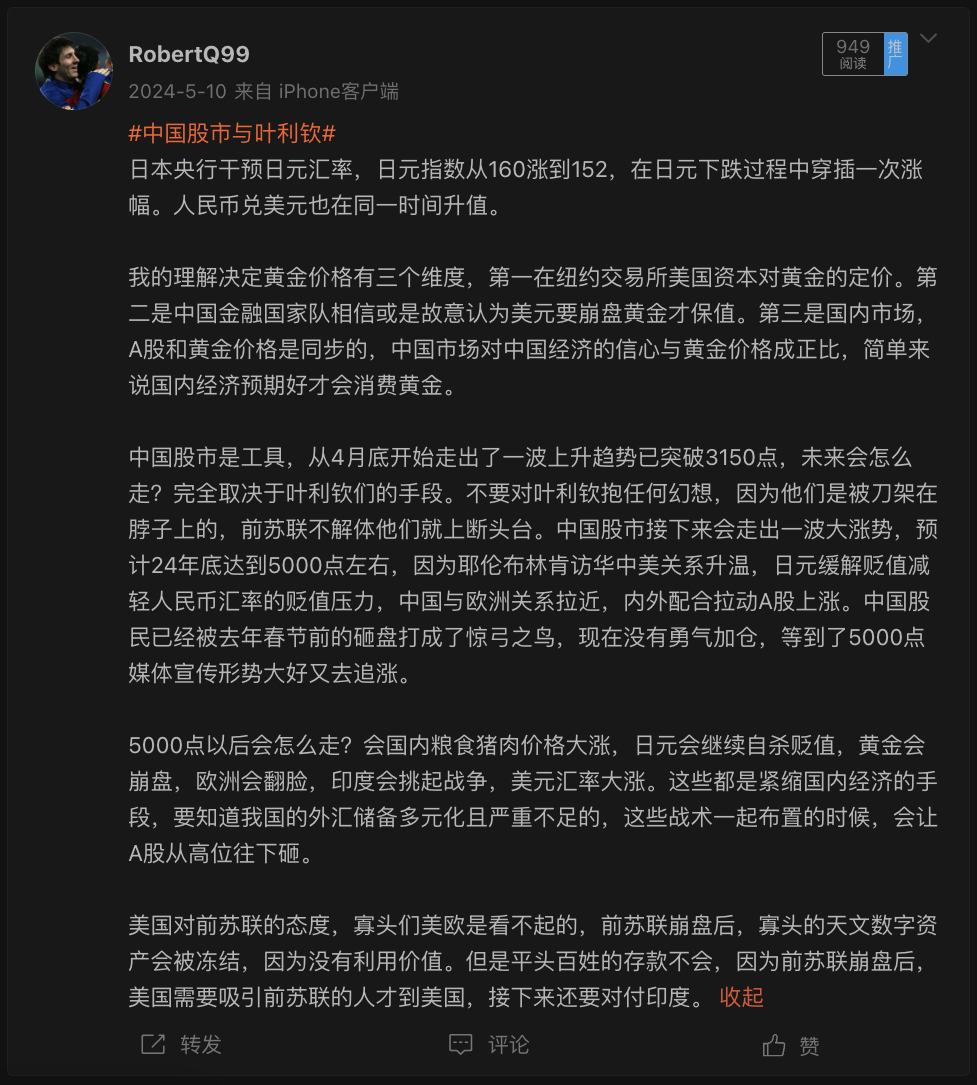 RobertQ99
949
阅读
推广
2024-5-10 来自 iPhone客户端
#中国股市与叶利钦#
日本央行干预日元汇率，日元指数从160涨到152，在日元下跌过程中穿插一次涨
幅。人民币兑美元也在同一时间升值。
我的理解决定黄金价格有三个维度，第一在纽约交易所美国资本对黄金的定价。第
二是中国金融国家队相信或是故意认为美元要崩盘黄金才保值。第三是国内市场，
A股和黄金价格是同步的，中国市场对中国经济的信心与黄金价格成正比，简单来
说国内经济预期好才会消费黄金。
中国股市是工具，从4月底开始走出了一波上升趋势已突破3150点，未来会怎么
走？完全取决于叶利钦们的手段。不要对叶利钦抱任何幻想，因为他们是被刀架在
脖子上的，前苏联不解体他们就上断头台。中国股市接下来会走出一波大涨势，预
计24年底达到5000点左右，因为耶伦布林肯访华中美关系升温，日元缓解贬值减
轻人民币汇率的贬值压力，中国与欧洲关系拉近，内外配合拉动A股上涨。中国股
民已经被去年春节前的砸盘打成了惊弓之鸟，现在没有勇气加仓，等到了5000点
媒体宣传形势大好又去追涨。
5000点以后会怎么走？会国内粮食猪肉价格大涨，日元会继续自杀贬值，黄金会
崩盘，欧洲会翻脸，印度会挑起战争，美元汇率大涨。这些都是紧缩国内经济的手
段，要知道我国的外汇储备多元化且严重不足的，这些战术一起布置的时候，会让
A股从高位往下砸。
美国对前苏联的态度，寡头们美欧是看不起的，前苏联崩盘后，寡头的天文数字资
产会被冻结，因为没有利用价值。但是平头百姓的存款不会，因为前苏联崩盘后，
美国需要吸引前苏联的人才到美国，接下来还要对付印度。 收起
转发
评论
赞